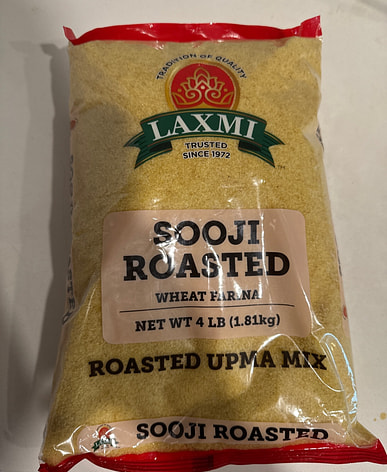 TRADITION OF QUALITY
LAXMI
TRUSTED
SINCE 1972
SOOJI
ROASTED
WHEAT FARINA
NET WT 4 LB (1.81kg)
ROASTED UPMA MIX
SOOJI ROASTED